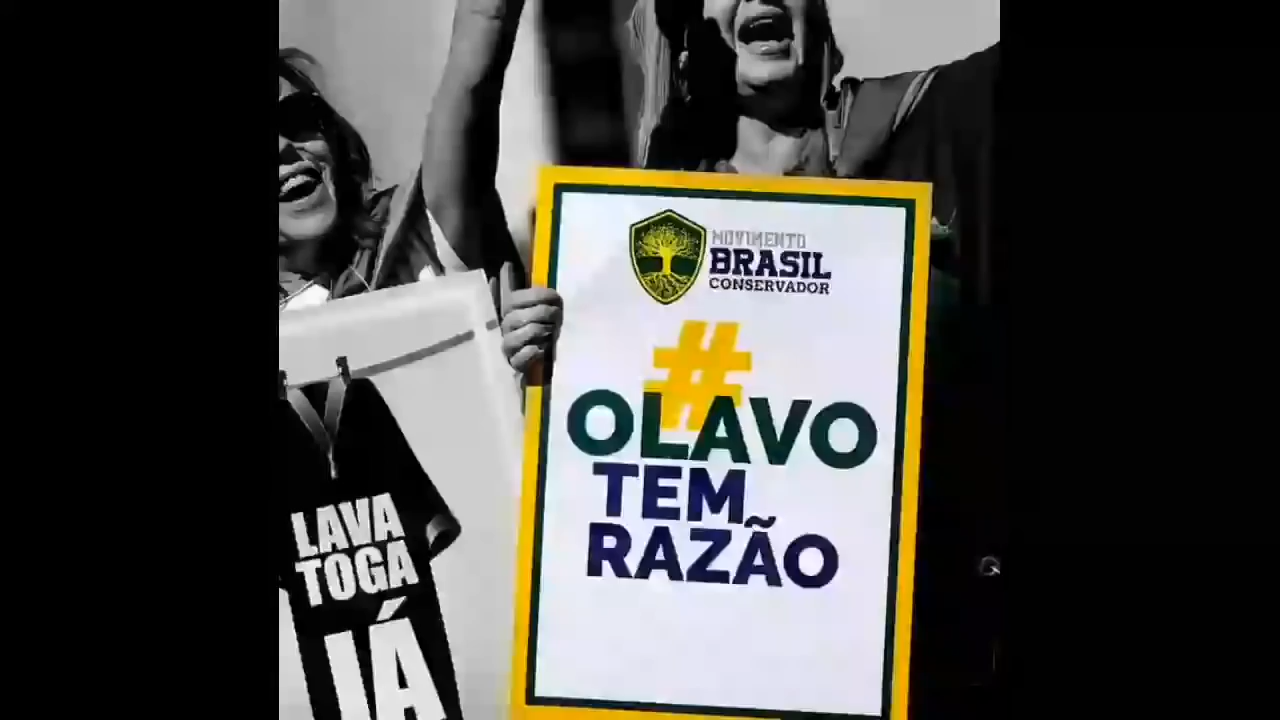 MOVIMENTO
BRASIL
CONSERVADOR
#
OLAVO
TEM
RAZÃO
LAVA
TOGA
JÁ